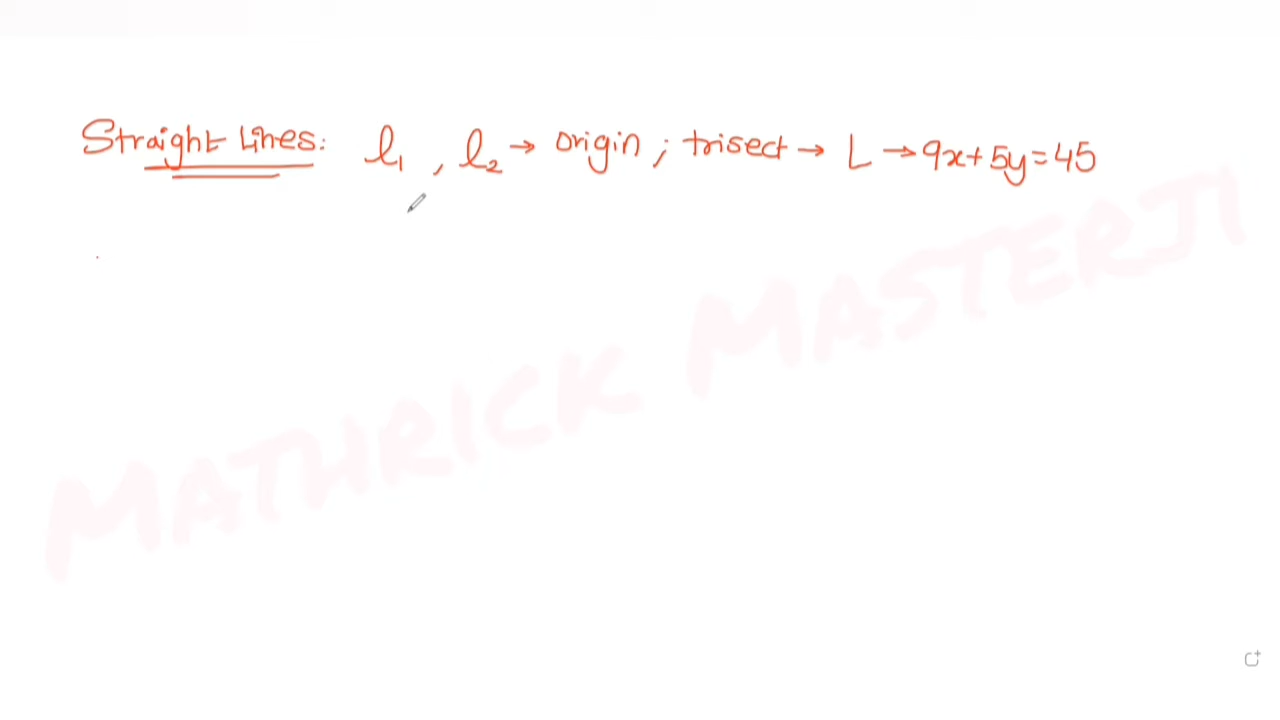 Straight Lines: l₁, l₂ → origin; trisect → L → 9x+5y=45
MATHRICK MASTERJI